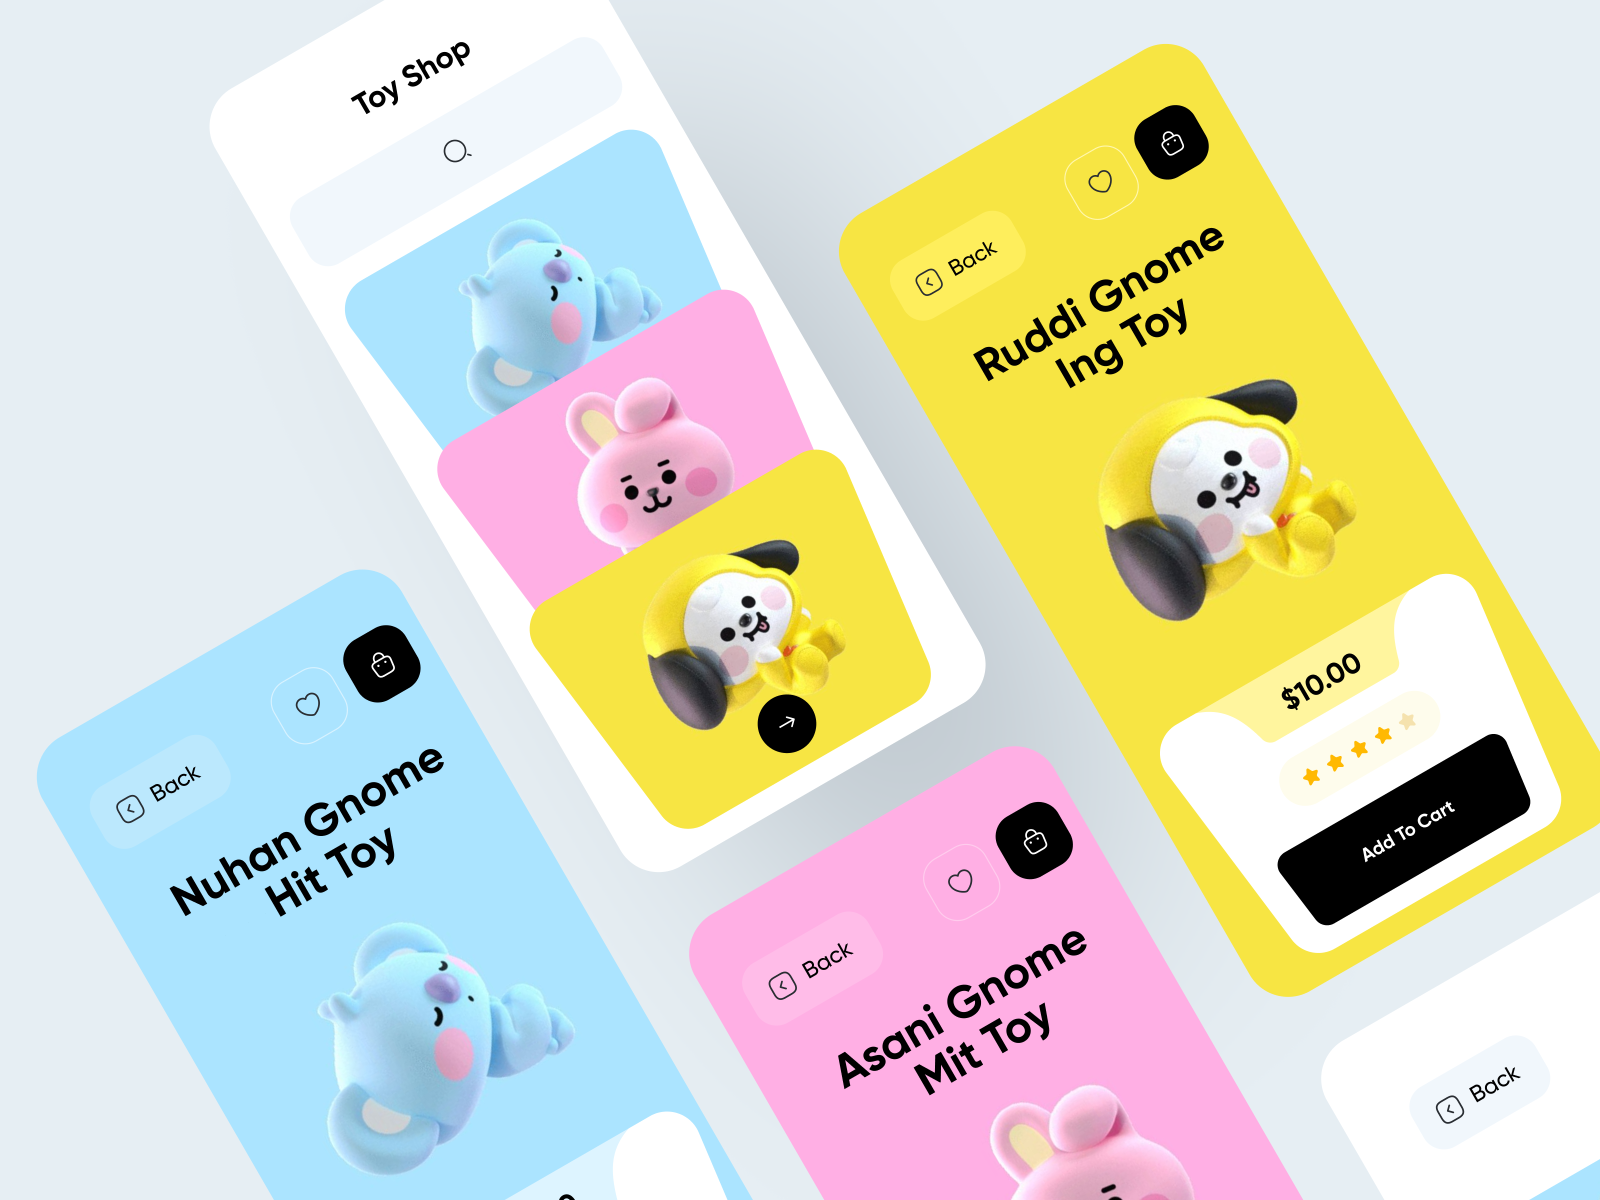 Toy Shop
Back
Ruddi Gnome
Ing Toy
$10.00
Add To Cart
Back
Nuhan Gnome
Hit Toy
Back
Asani Gnome
Mit Toy
Back